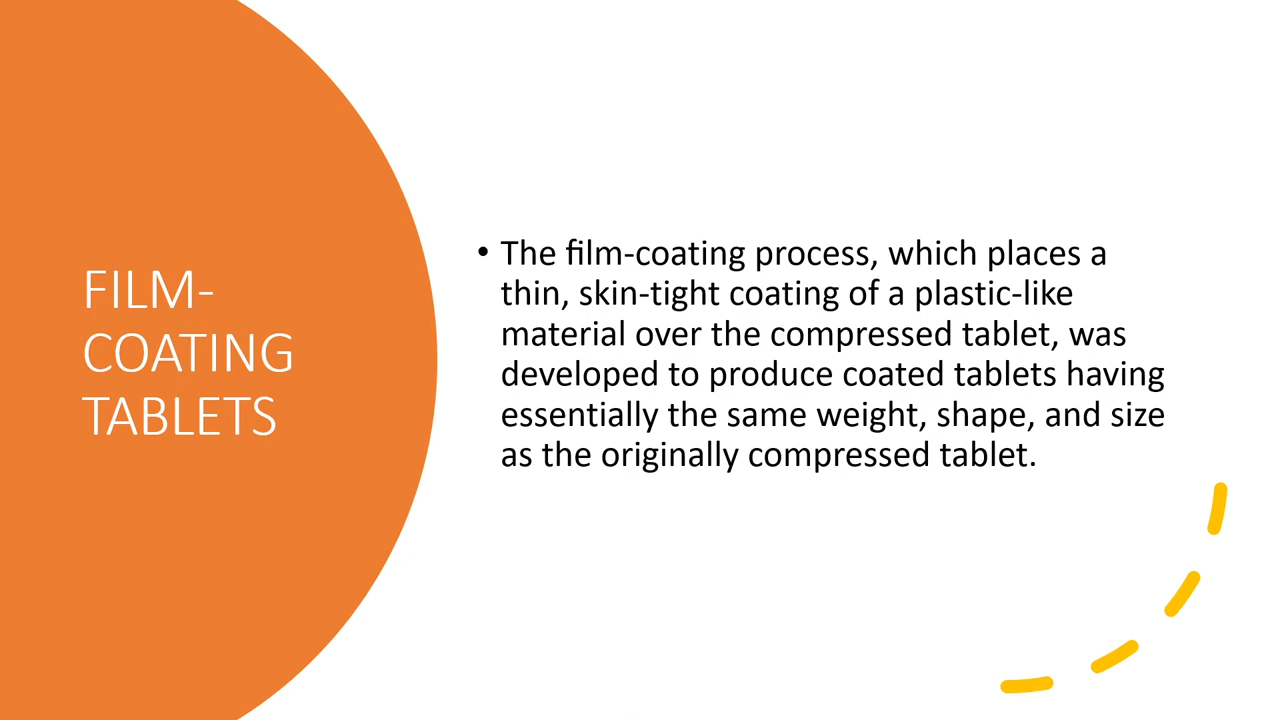 FILM-
COATING
TABLETS
• The film-coating process, which places a
thin, skin-tight coating of a plastic-like
material over the compressed tablet, was
developed to produce coated tablets having
essentially the same weight, shape, and size
as the originally compressed tablet.